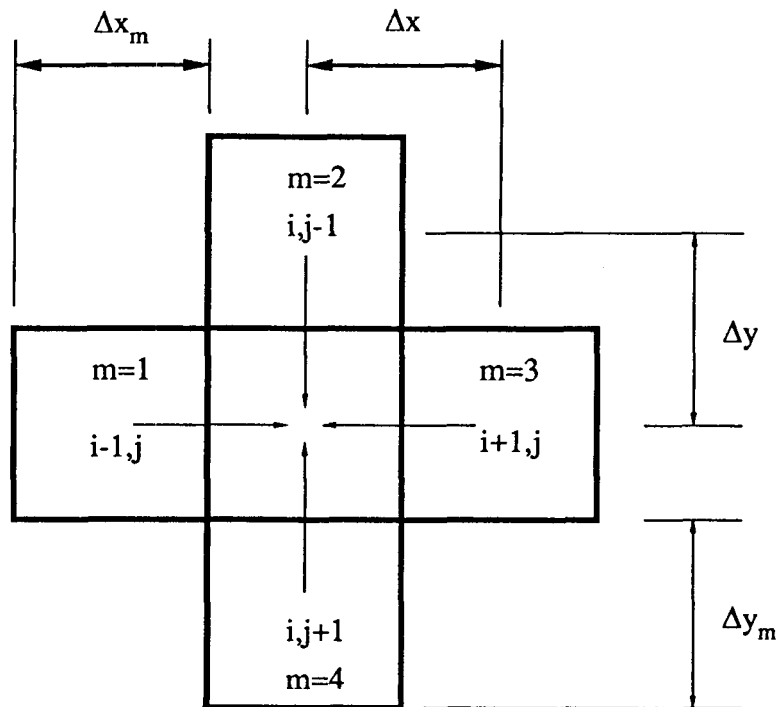 Δx_m
Δx
m=2
i,j-1
Δy
m=1
m=3
i-1,j
i+1,j
i,j+1
Δy_m
m=4